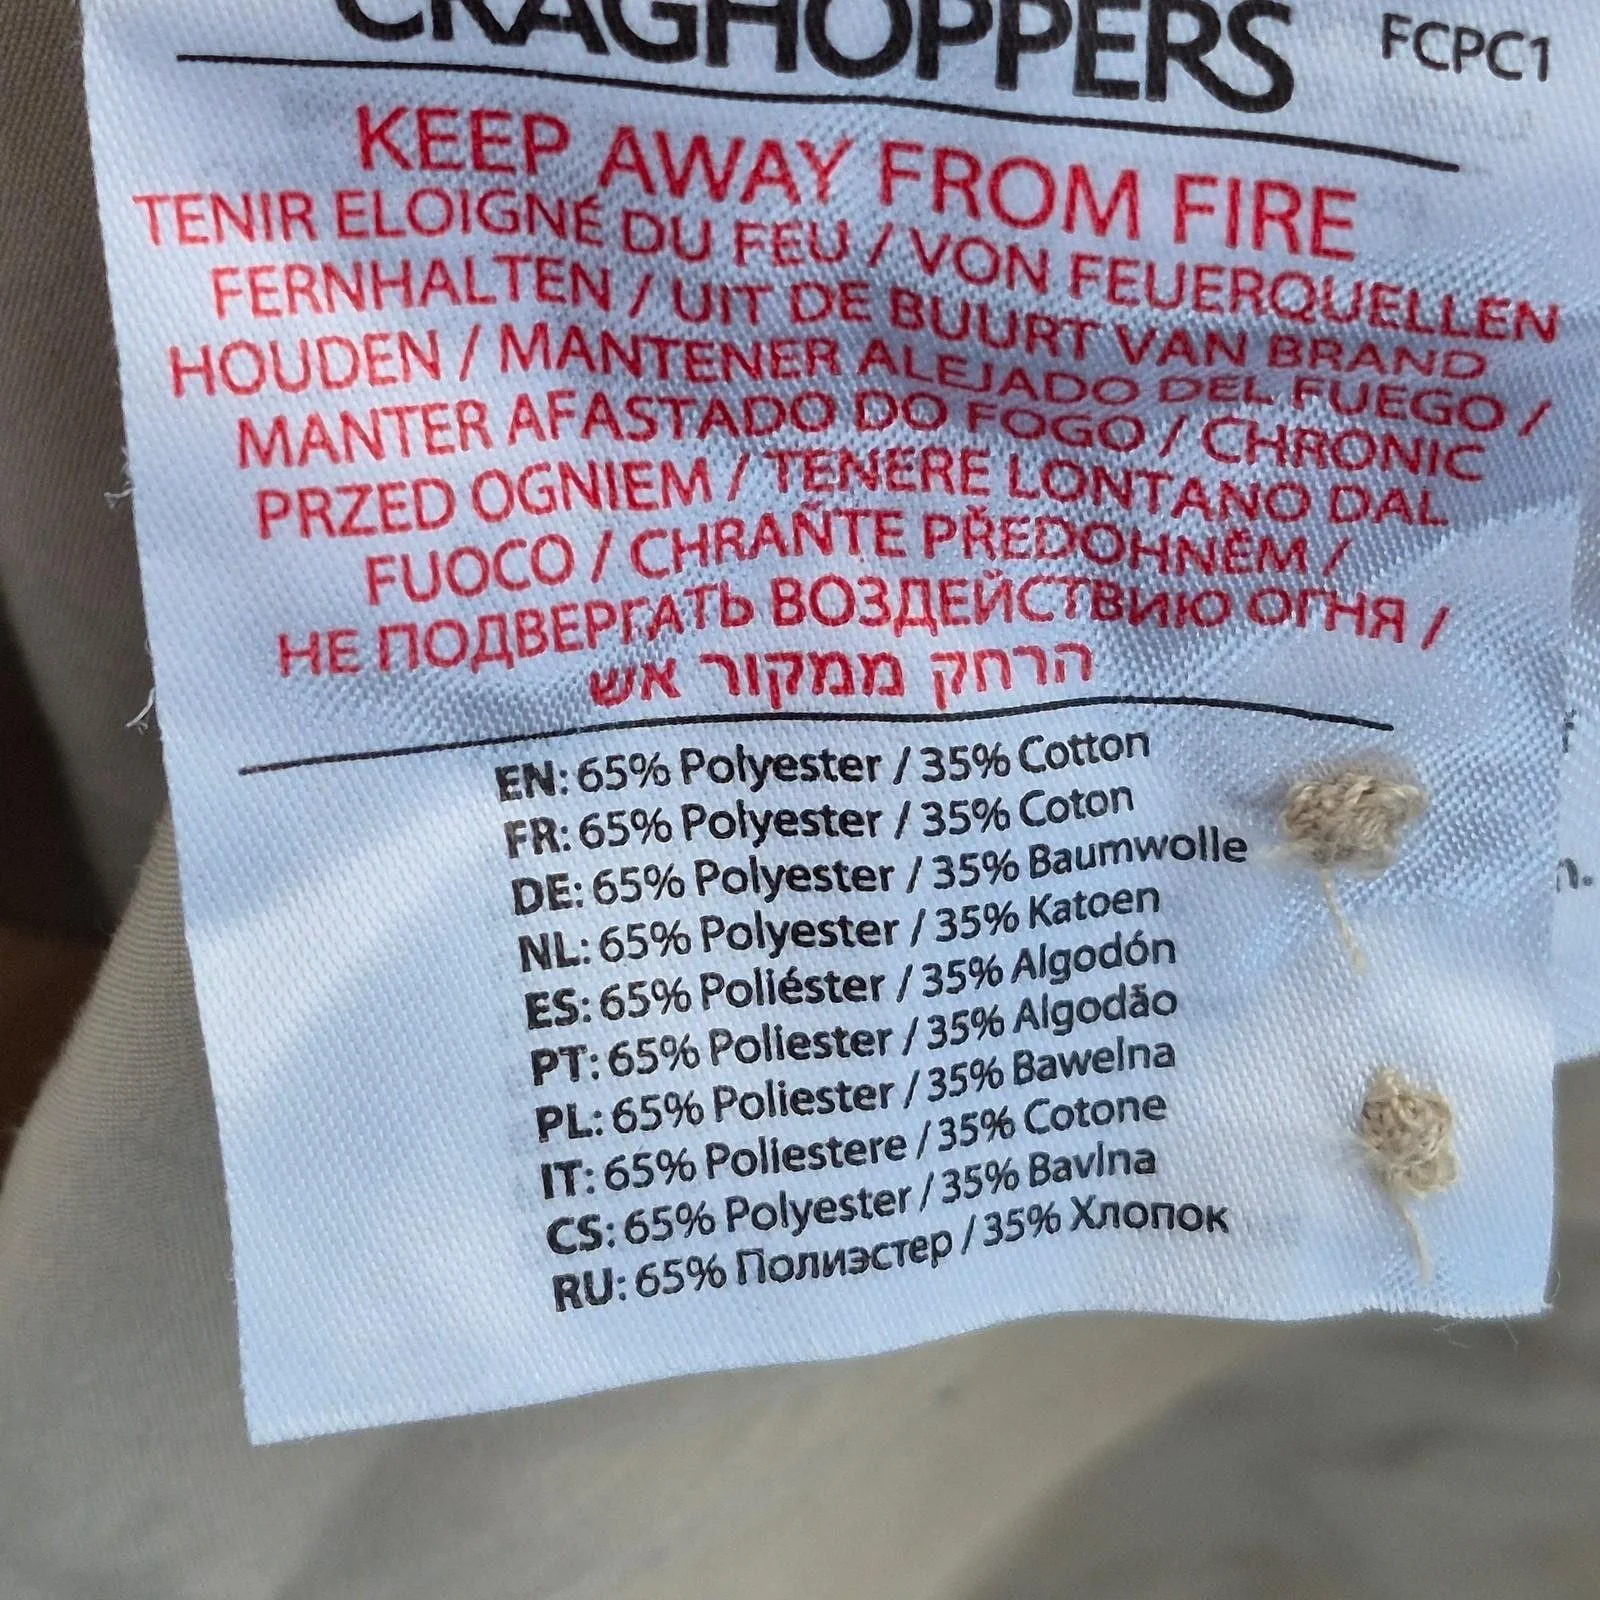 CRAGHOPPERS FCPC1
KEEP AWAY FROM FIRE
TENIR ELOIGNÉ DU FEU / VON FEUERQUELLEN
FERNHALTEN / UIT DE BUURT VAN BRAND
HOUDEN / MANTENER ALEJADO DEL FUEGO /
MANTER AFASTADO DO FOGO / CHRONIC
PRZED OGNIEM / TENERE LONTANO DAL
FUOCO / CHRAŇTE PŘEDOHNĚM /
НЕ ПОДВЕРГАТЬ ВОЗДЕЙСТВИЮ ОГНЯ /
הרחק ממקור אש
EN: 65% Polyester / 35% Cotton
FR: 65% Polyester / 35% Coton
DE: 65% Polyester / 35% Baumwolle
NL: 65% Polyester / 35% Katoen
ES: 65% Poliéster / 35% Algodón
PT: 65% Poliester / 35% Algodão
PL: 65% Poliester / 35% Bawelna
IT: 65% Poliestere / 35% Cotone
CS: 65% Polyester / 35% Bavlna
RU: 65% Полиэстер / 35% Хлопок